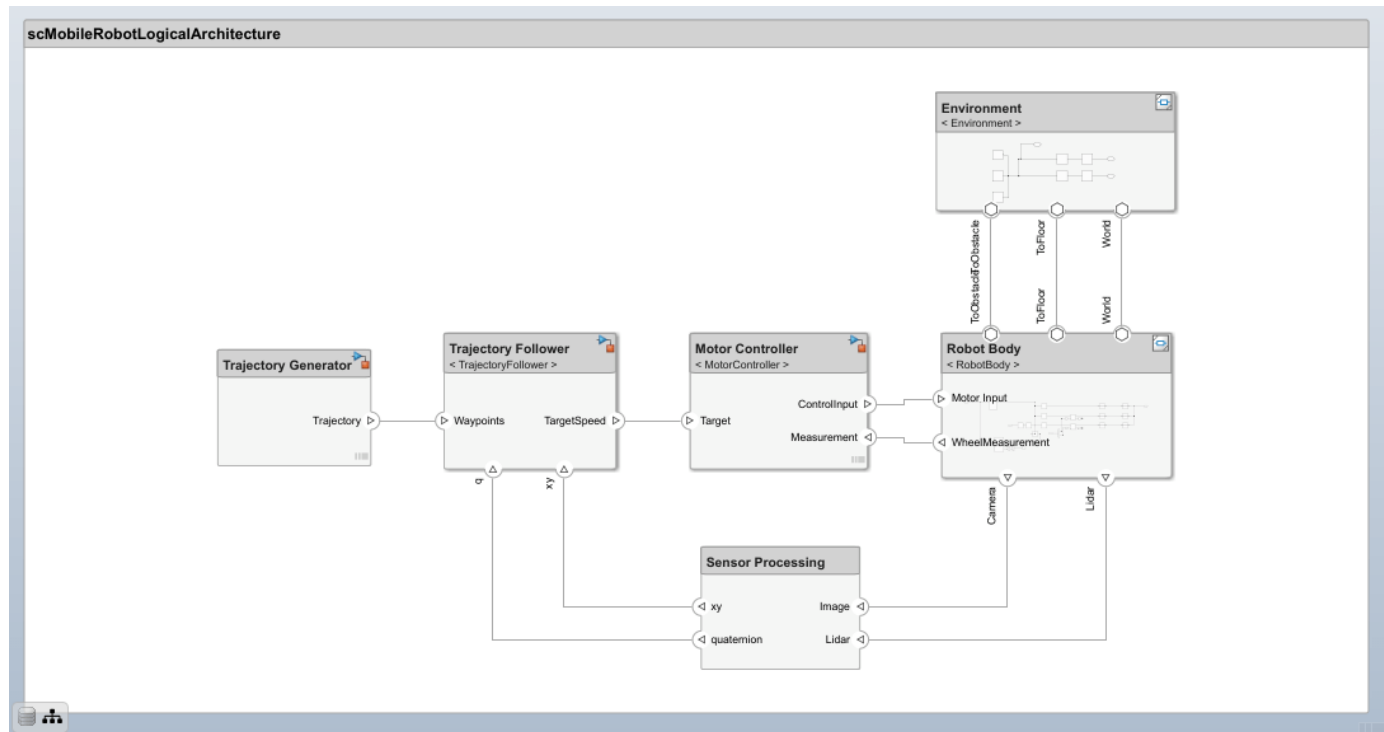 scMobileRobotLogicalArchitecture
Environment
< Environment >
ToObstacle
ToFloor
World
ToObstacle
ToFloor
World
Trajectory Generator
Trajectory
Trajectory Follower
< TrajectoryFollower >
Waypoints
TargetSpeed
q
xy
Motor Controller
< MotorController >
ControlInput
Target
Measurement
Robot Body
< RobotBody >
Motor Input
WheelMeasurement
Camera
Lidar
Sensor Processing
xy
Image
quaternion
Lidar